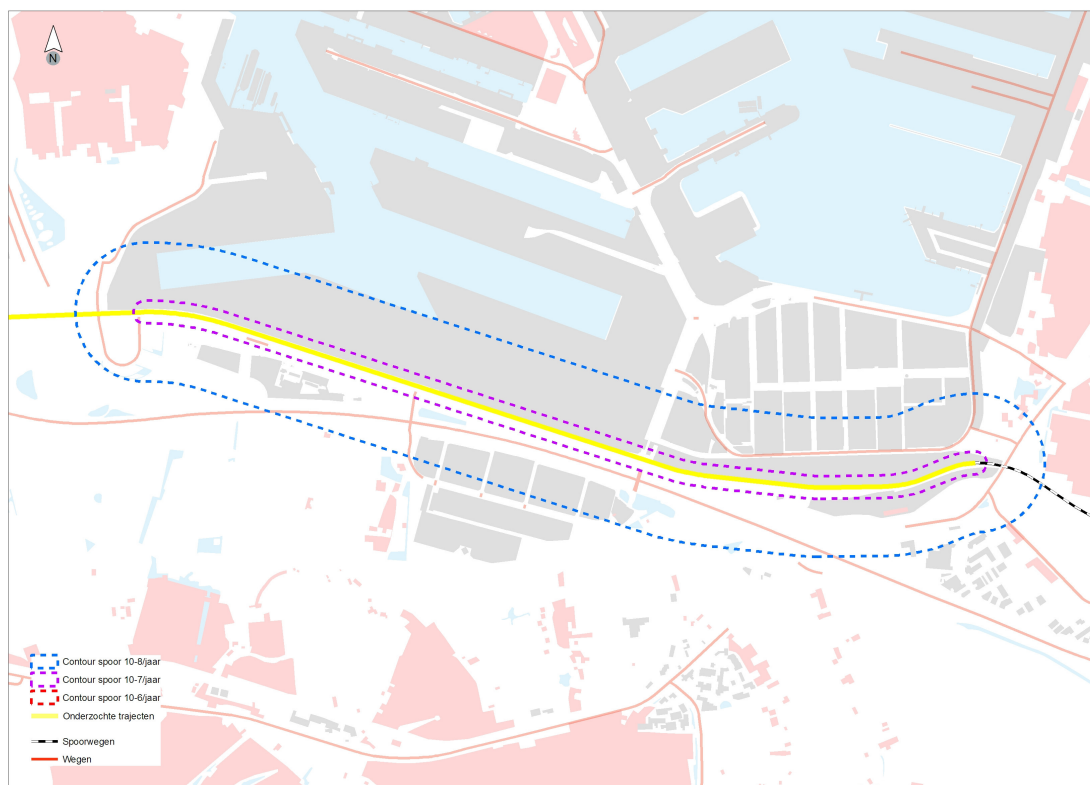 N
Contour spoor 10-8/jaar
Contour spoor 10-7/jaar
Contour spoor 10-6/jaar
Onderzochte trajecten
Spoorwegen
Wegen